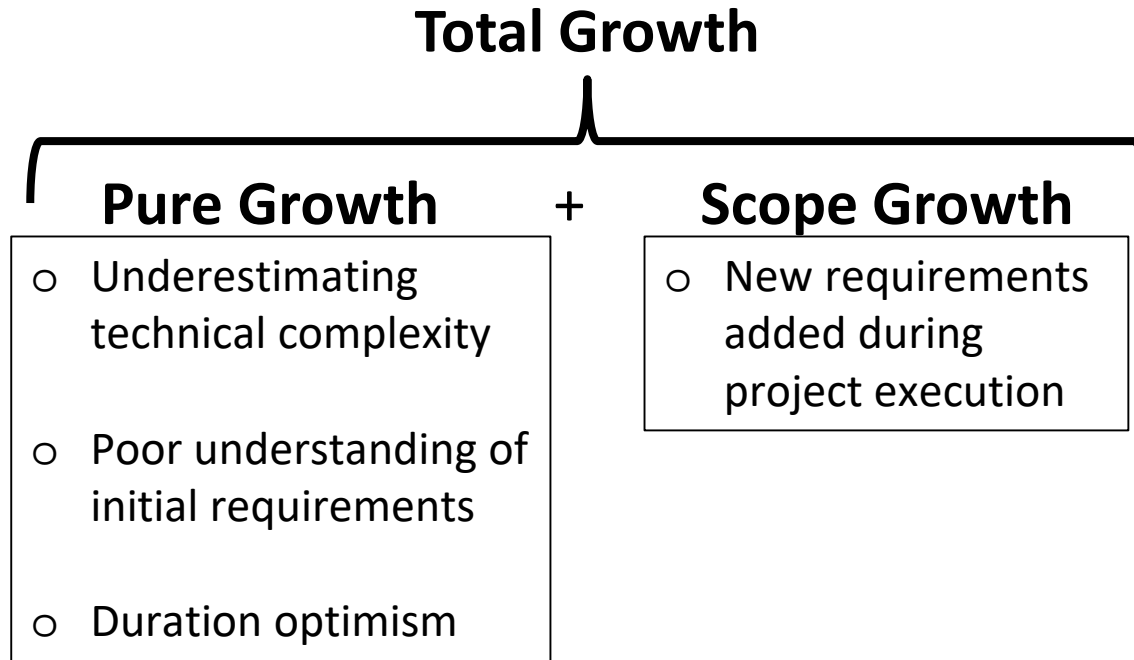 Total Growth
Pure Growth + Scope Growth
o Underestimating
technical complexity
o Poor understanding of
initial requirements
o Duration optimism
o New requirements
added during
project execution